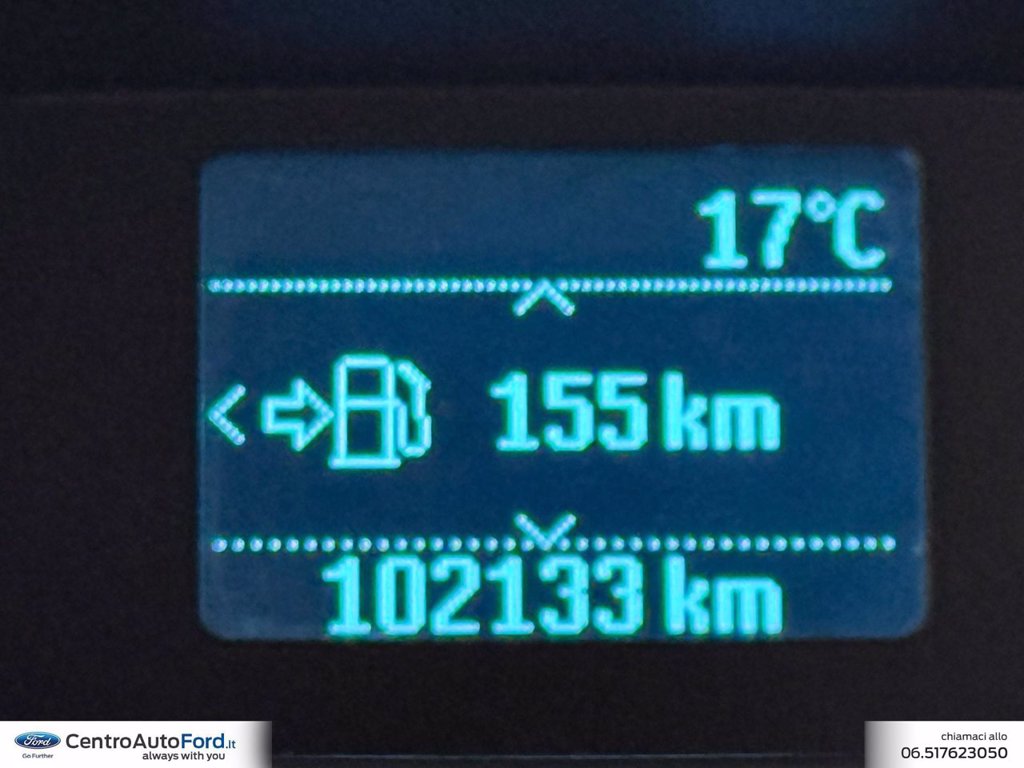 17°C
155 km
102133 km
Ford
Go Further
CentroAutoFord.it
always with you
chiamaci allo
06.517623050